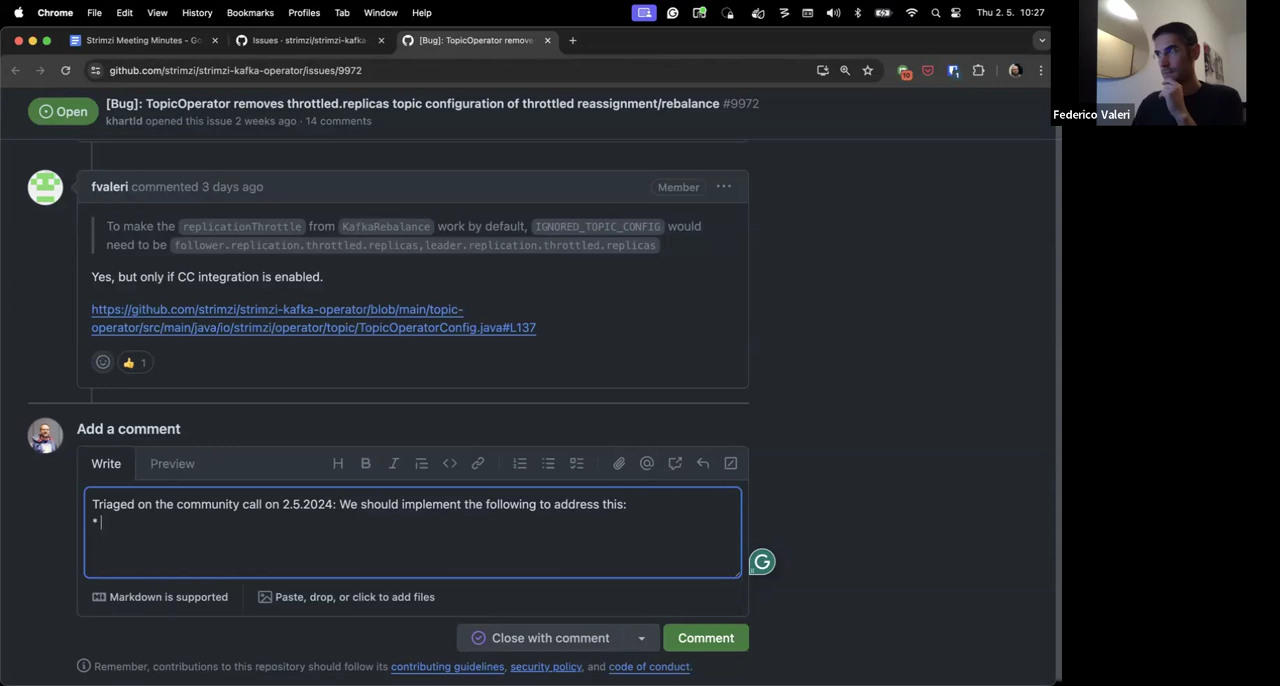 Chrome File Edit View History Bookmarks Profiles Tab Window Help Thu 2. 5. 10:27
Strimzi Meeting Minutes - Go Issues · strimzi/strimzi-kafka [Bug]: TopicOperator remove
github.com/strimzi/strimzi-kafka-operator/issues/9972 10 1
Federico Valeri
Open
[Bug]: TopicOperator removes throttled.replicas topic configuration of throttled reassignment/rebalance #9972
khartld opened this issue 2 weeks ago · 14 comments
fvaleri commented 3 days ago Member
To make the replicationThrottle from KafkaRebalance work by default, IGNORED_TOPIC_CONFIG would
need to be follower.replication.throttled.replicas,leader.replication.throttled.replicas
Yes, but only if CC integration is enabled.
https://github.com/strimzi/strimzi-kafka-operator/blob/main/topic-
operator/src/main/java/io/strimzi/operator/topic/TopicOperatorConfig.java#L137
👍 1
Add a comment
Write Preview H B I
Triaged on the community call on 2.5.2024: We should implement the following to address this:
*
G
Markdown is supported Paste, drop, or click to add files
Close with comment Comment
Remember, contributions to this repository should follow its contributing guidelines, security policy, and code of conduct.